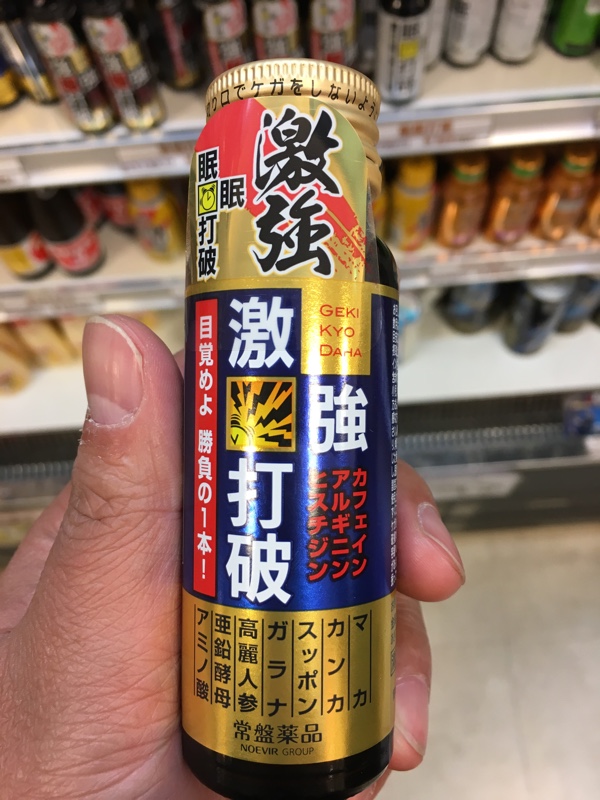 り口でケガをしないよう
激強
眠眠打破
激強打破
GEKI
KYO
DAHA
目覚めよ 勝負の1本!
カフェイン
アルギニン
ヒスチジン
マカ
カンカ
スッポン
ガラナ
高麗人参
亜鉛酵母
アミノ酸
常盤薬品
NOEVIR GROUP